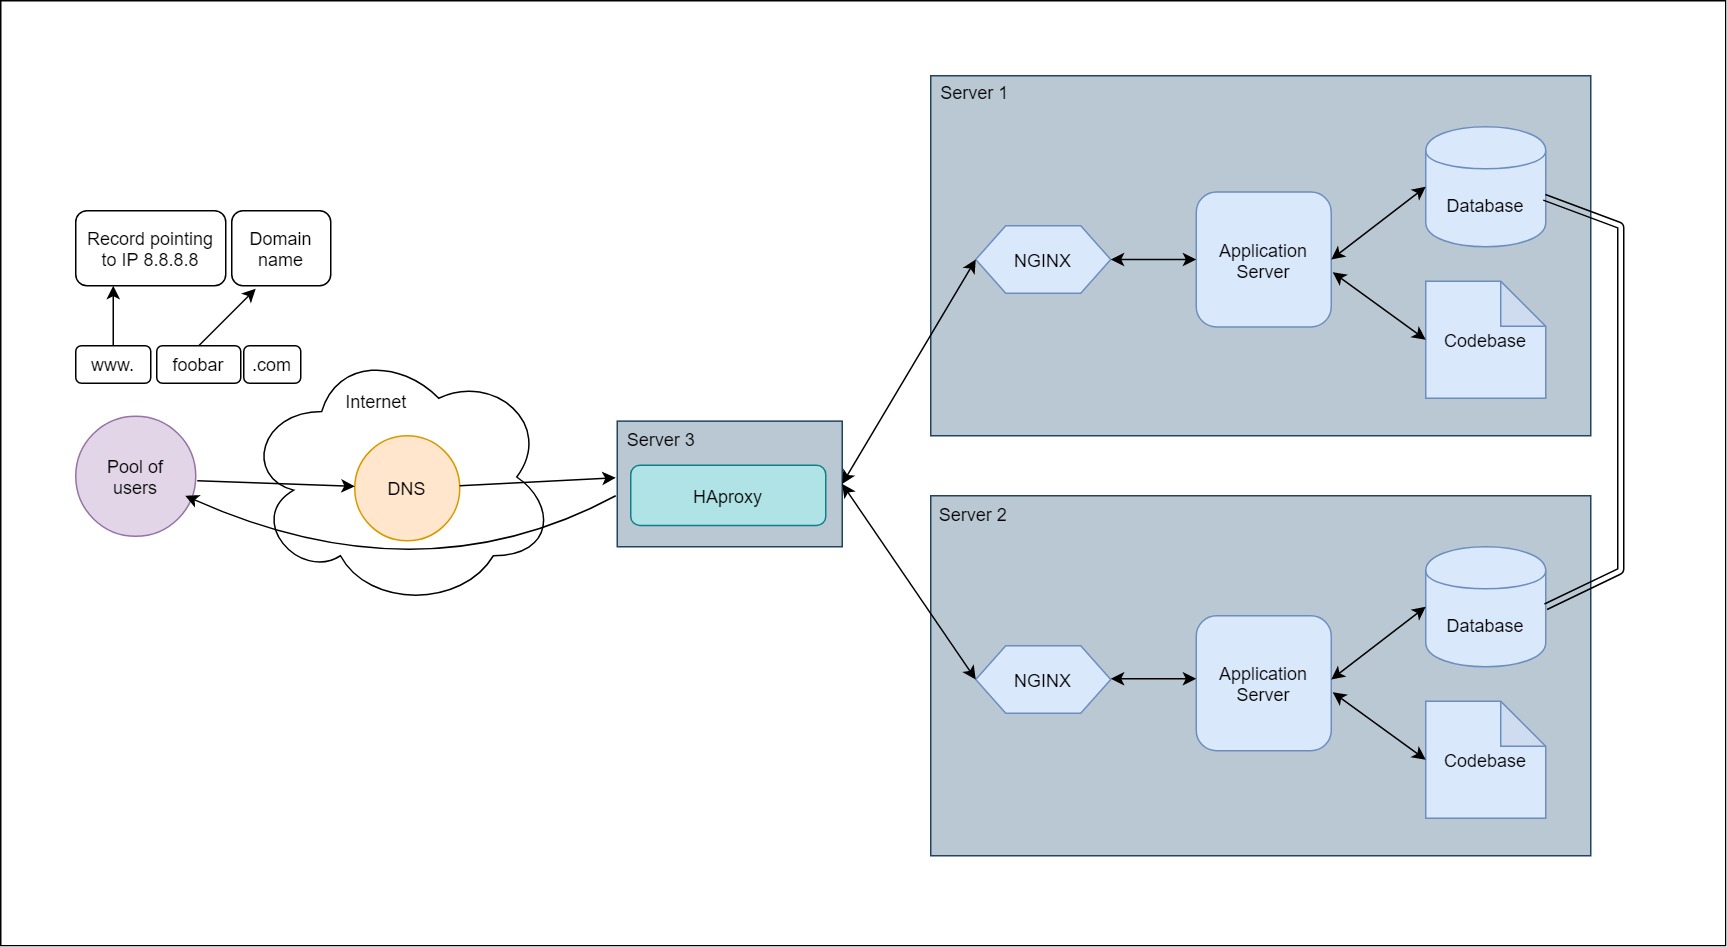 Record pointing
to IP 8.8.8.8
Domain
name
www.
foobar
.com
Pool of
users
Internet
DNS
Server 3
HAproxy
Server 1
NGINX
Application
Server
Database
Codebase
Server 2
NGINX
Application
Server
Database
Codebase